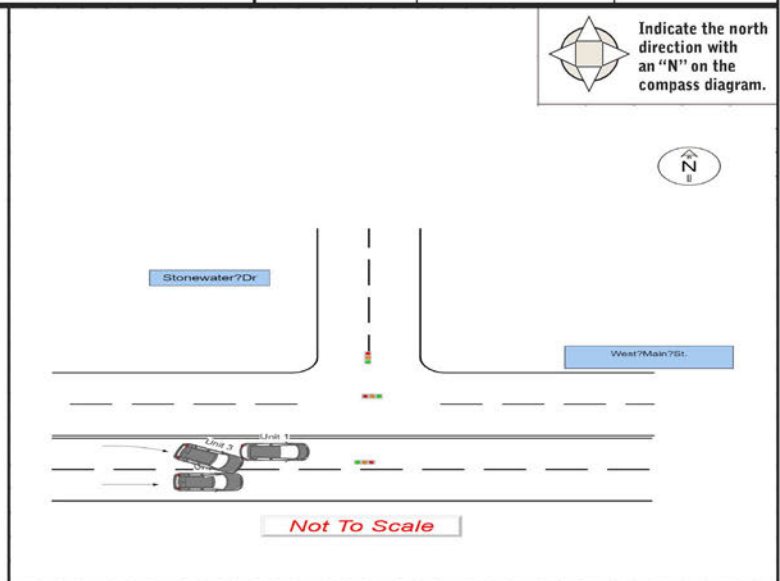 Indicate the north
direction with
an “N” on the
compass diagram.
N
Stonewater?Dr
West?Main?St.
Unit 1
Unit 3
Not To Scale